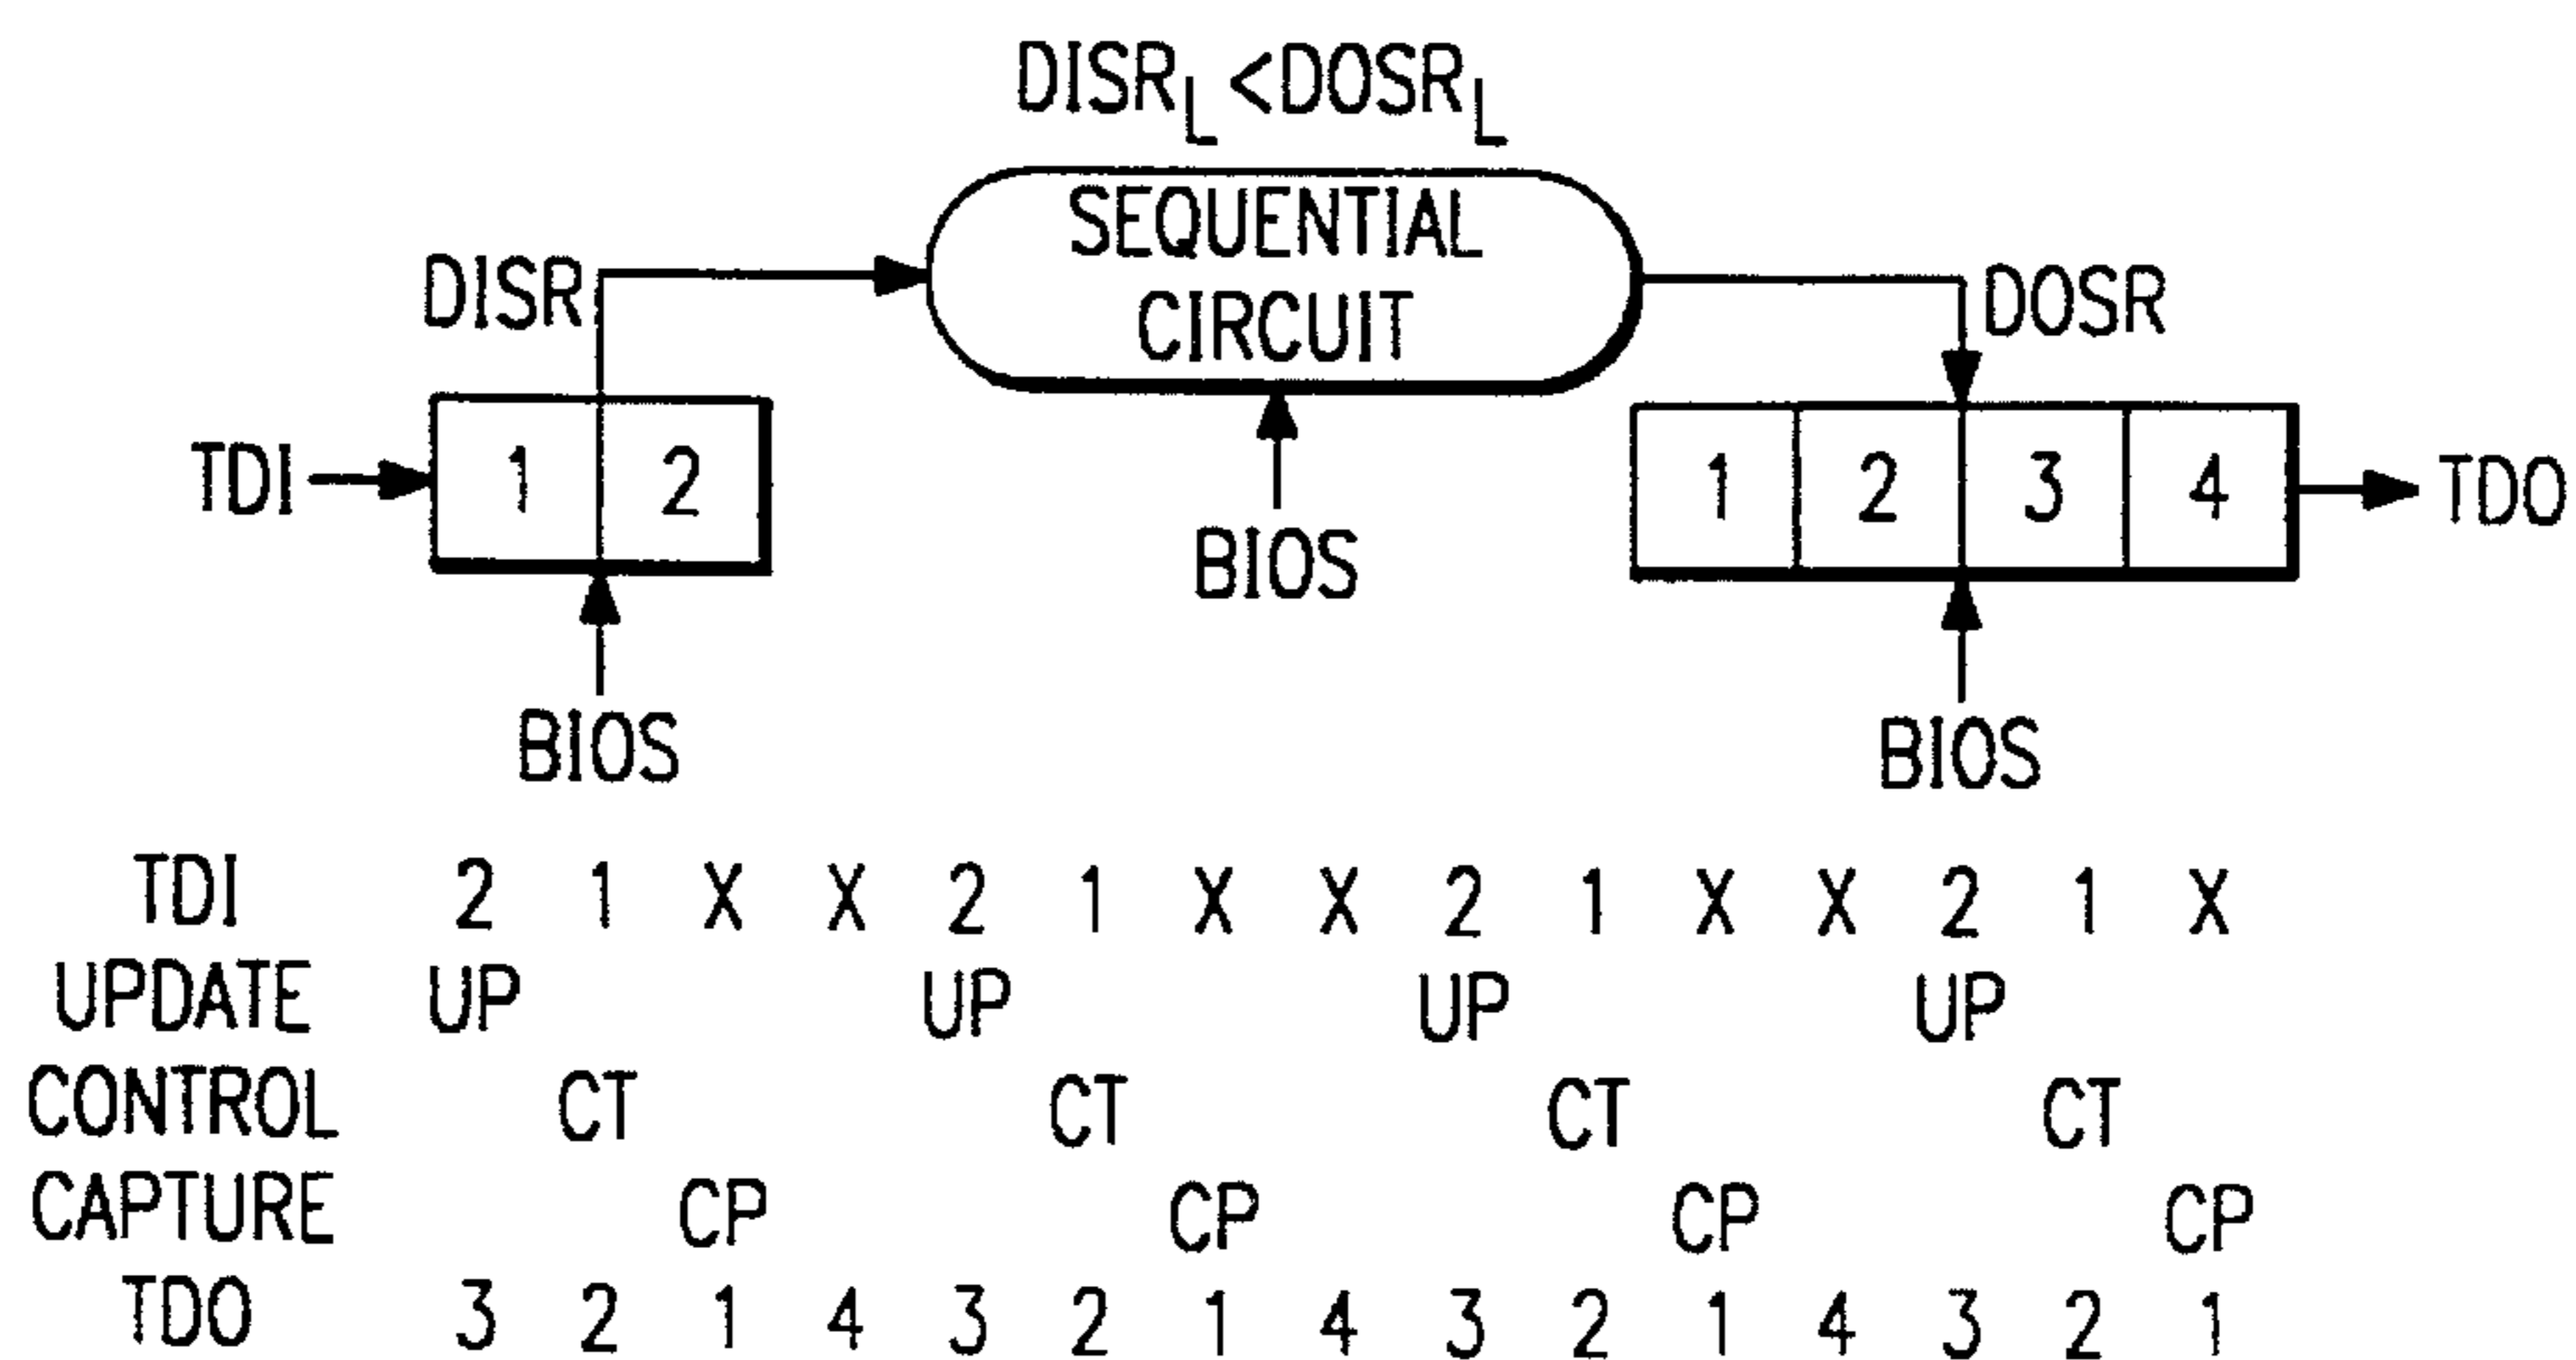 DISRL<DOSRL
SEQUENTIAL
CIRCUIT
DISR
DOSR
TDI
1 2
1 2 3 4
TDO
BIOS
BIOS
BIOS
TDI 2 1 X X 2 1 X X 2 1 X X 2 1 X
UPDATE UP UP UP UP
CONTROL CT CT CT CT
CAPTURE CP CP CP CP
TDO 3 2 1 4 3 2 1 4 3 2 1 4 3 2 1